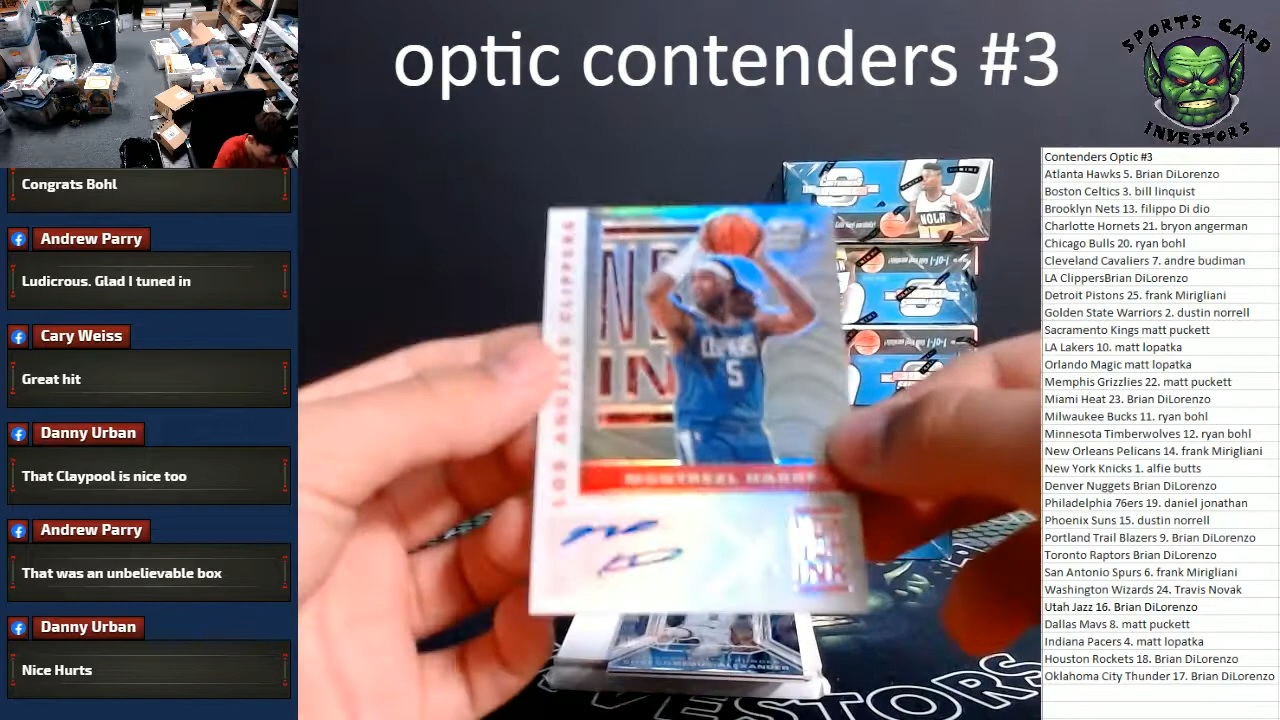 optic contenders #3
SPORTS CARD
INVESTORS
Congrats Bohl
Andrew Parry
Ludicrous. Glad I tuned in
Cary Weiss
Great hit
Danny Urban
That Claypool is nice too
Andrew Parry
That was an unbelievable box
Danny Urban
Nice Hurts
LOS ANGELES CLIPPERS
INK
CLIPPERS
5
MONTREZL
INK
NOLA
Contenders Optic #3
Atlanta Hawks 5. Brian DiLorenzo
Boston Celtics 3. bill linquist
Brooklyn Nets 13. filippo Di dio
Charlotte Hornets 21. bryon angerman
Chicago Bulls 20. ryan bohl
Cleveland Cavaliers 7. andre budiman
LA ClippersBrian DiLorenzo
Detroit Pistons 25. frank Mirigliani
Golden State Warriors 2. dustin norrell
Sacramento Kings matt puckett
LA Lakers 10. matt lopatka
Orlando Magic matt lopatka
Memphis Grizzlies 22. matt puckett
Miami Heat 23. Brian DiLorenzo
Milwaukee Bucks 11. ryan bohl
Minnesota Timberwolves 12. ryan bohl
New Orleans Pelicans 14. frank Mirigliani
New York Knicks 1. alfie butts
Denver Nuggets Brian DiLorenzo
Philadelphia 76ers 19. daniel jonathan
Phoenix Suns 15. dustin norrell
Portland Trail Blazers 9. Brian DiLorenzo
Toronto Raptors Brian DiLorenzo
San Antonio Spurs 6. frank Mirigliani
Washington Wizards 24. Travis Novak
Utah Jazz 16. Brian DiLorenzo
Dallas Mavs 8. matt puckett
Indiana Pacers 4. matt lopatka
Houston Rockets 18. Brian DiLorenzo
Oklahoma City Thunder 17. Brian DiLorenzo